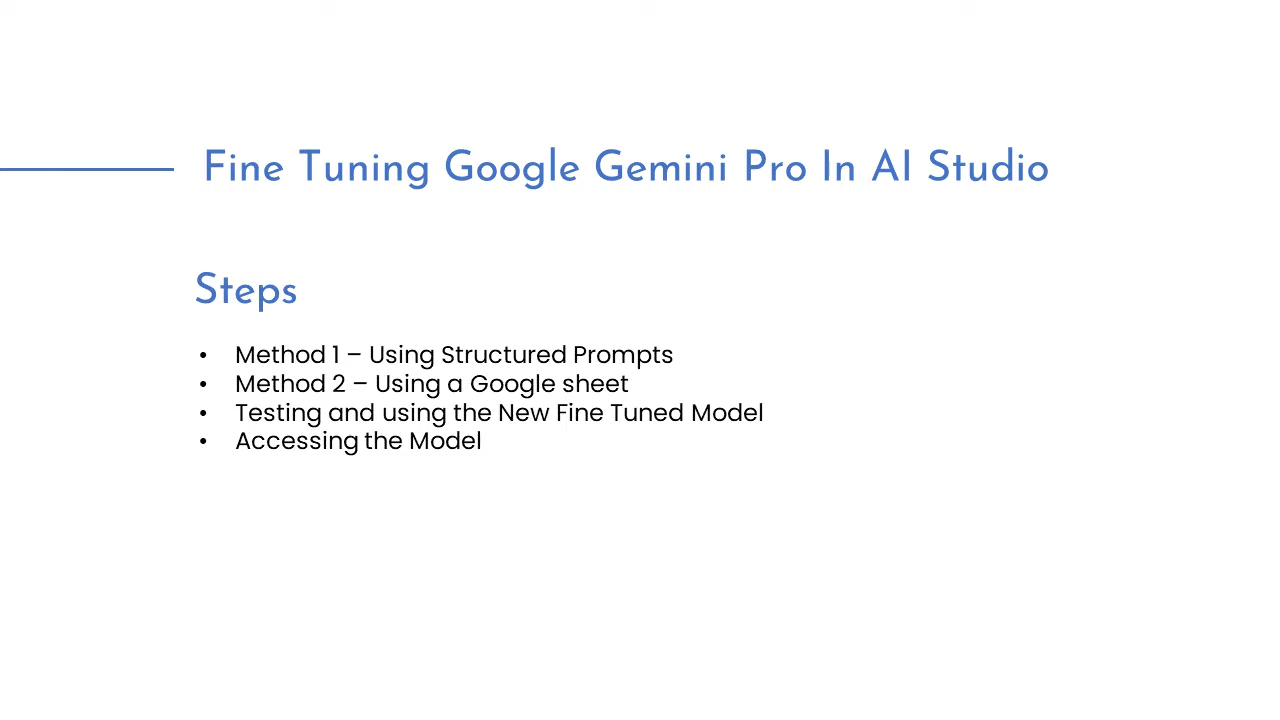 Fine Tuning Google Gemini Pro In AI Studio
Steps
• Method 1 – Using Structured Prompts
• Method 2 – Using a Google sheet
• Testing and using the New Fine Tuned Model
• Accessing the Model